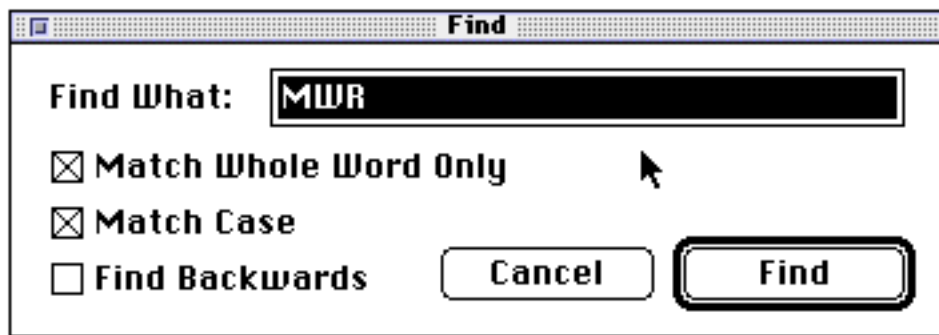 Find
Find What: MWR
Match Whole Word Only
Match Case
Find Backwards Cancel Find